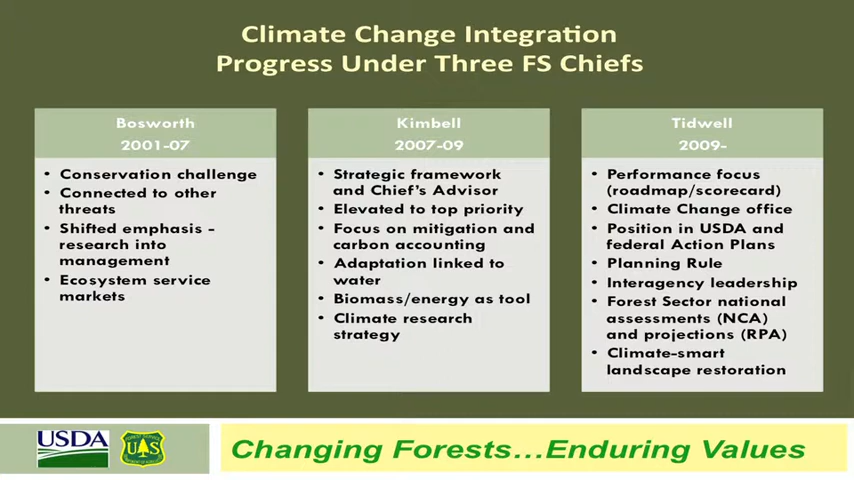 Climate Change Integration
Progress Under Three FS Chiefs
Bosworth
2001-07
• Conservation challenge
• Connected to other
threats
• Shifted emphasis -
research into
management
• Ecosystem service
markets
Kimbell
2007-09
• Strategic framework
and Chief's Advisor
• Elevated to top priority
• Focus on mitigation and
carbon accounting
• Adaptation linked to
water
• Biomass/energy as tool
• Climate research
strategy
Tidwell
2009-
• Performance focus
(roadmap/scorecard)
• Climate Change office
• Position in USDA and
federal Action Plans
• Planning Rule
• Interagency leadership
• Forest Sector national
assessments (NCA)
and projections (RPA)
• Climate-smart
landscape restoration
USDA
U S
Changing Forests...Enduring Values